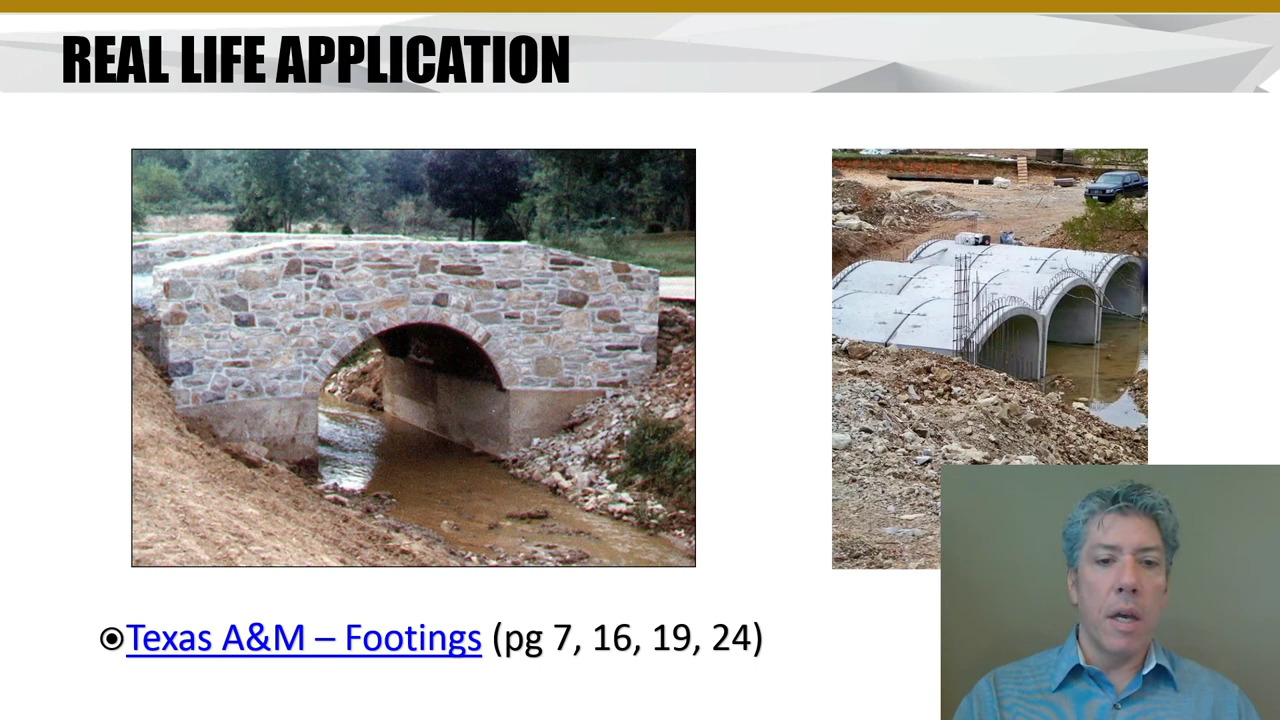 REAL LIFE APPLICATION
Texas A&M – Footings (pg 7, 16, 19, 24)